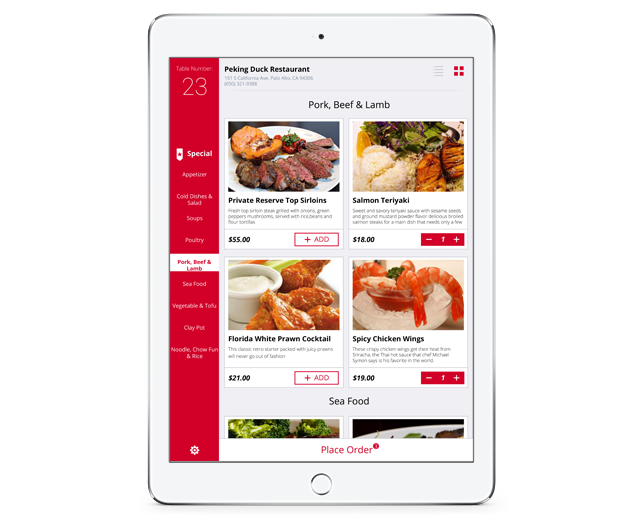 Table Number:
23
Special
Appetizer
Cold Dishes &
Salad
Soups
Poultry
Pork, Beef &
Lamb
Sea Food
Vegetable & Tofu
Clay Pot
Noodle, Chow Fun
& Rice
Peking Duck Restaurant
151 S California Ave, Palo Alto, CA 94306
(650) 321-9388
Pork, Beef & Lamb
Private Reserve Top Sirloins
Fresh top sirloin steak grilled with onions, green
peppers mushrooms, served with rice,beans and
flour tortillas
$55.00
+ ADD
Salmon Teriyaki
Sweet and savory teriyaki sauce with sesame seeds
and ground mustard powder flavor delicious broiled
salmon steaks for a main dish that needs only a few
$18.00
− 1 +
Florida White Prawn Cocktail
This classic retro starter packed with juicy prawns
will never go out of fashion
$21.00
+ ADD
Spicy Chicken Wings
These crispy chicken wings get their heat from
Sriracha, the Thai hot sauce that chef Michael
Symon says is his favorite in the world.
$19.00
− 1 +
Sea Food
Place Order